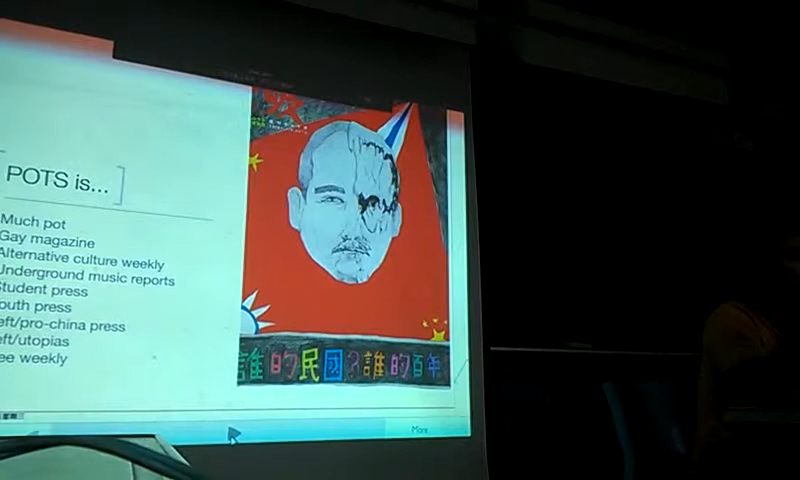 POTS is...
Much pot
Gay magazine
Alternative culture weekly
Underground music reports
Student press
outh press
eft/pro-china press
eft/utopias
ee weekly
誰的民國?誰的百年
More